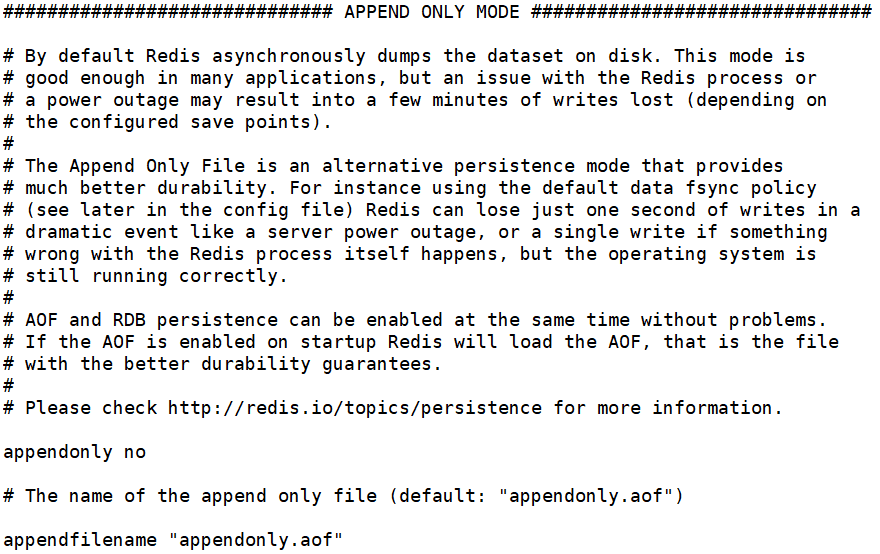 ############################## APPEND ONLY MODE ###############################
# By default Redis asynchronously dumps the dataset on disk. This mode is
# good enough in many applications, but an issue with the Redis process or
# a power outage may result into a few minutes of writes lost (depending on
# the configured save points).
#
# The Append Only File is an alternative persistence mode that provides
# much better durability. For instance using the default data fsync policy
# (see later in the config file) Redis can lose just one second of writes in a
# dramatic event like a server power outage, or a single write if something
# wrong with the Redis process itself happens, but the operating system is
# still running correctly.
#
# AOF and RDB persistence can be enabled at the same time without problems.
# If the AOF is enabled on startup Redis will load the AOF, that is the file
# with the better durability guarantees.
#
# Please check http://redis.io/topics/persistence for more information.
appendonly no
# The name of the append only file (default: "appendonly.aof")
appendfilename "appendonly.aof"